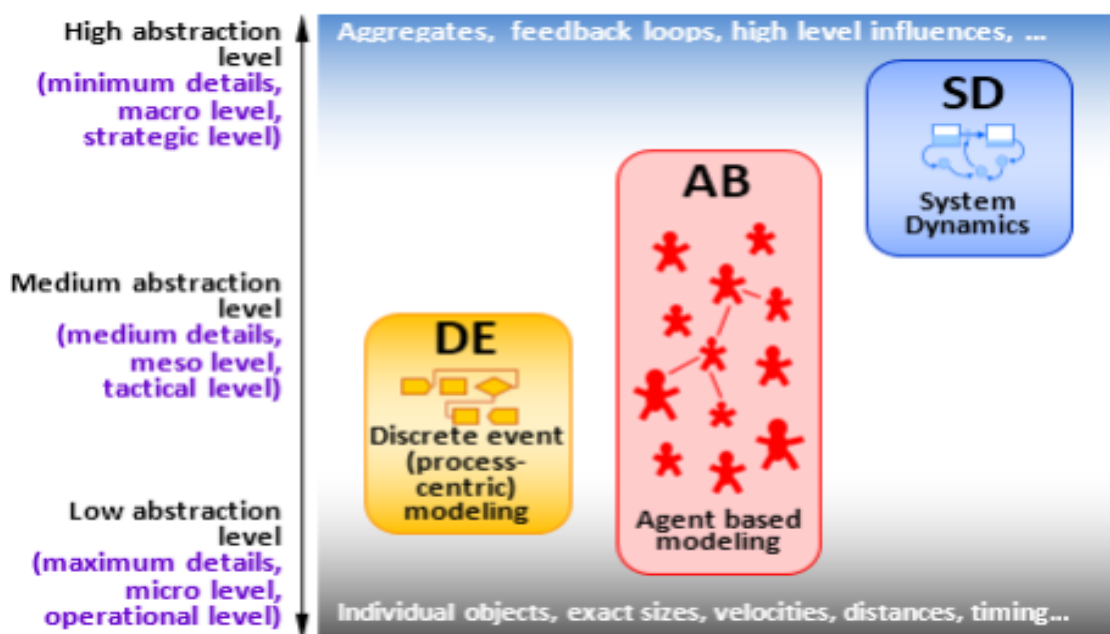 High abstraction
level
(minimum details,
macro level,
strategic level)
Medium abstraction
level
(medium details,
meso level,
tactical level)
Low abstraction
level
(maximum details,
micro level,
operational level)
Aggregates, feedback loops, high level influences, ...
DE
Discrete event
(process-
centric)
modeling
AB
Agent based
modeling
SD
System
Dynamics
Individual objects, exact sizes, velocities, distances, timing...